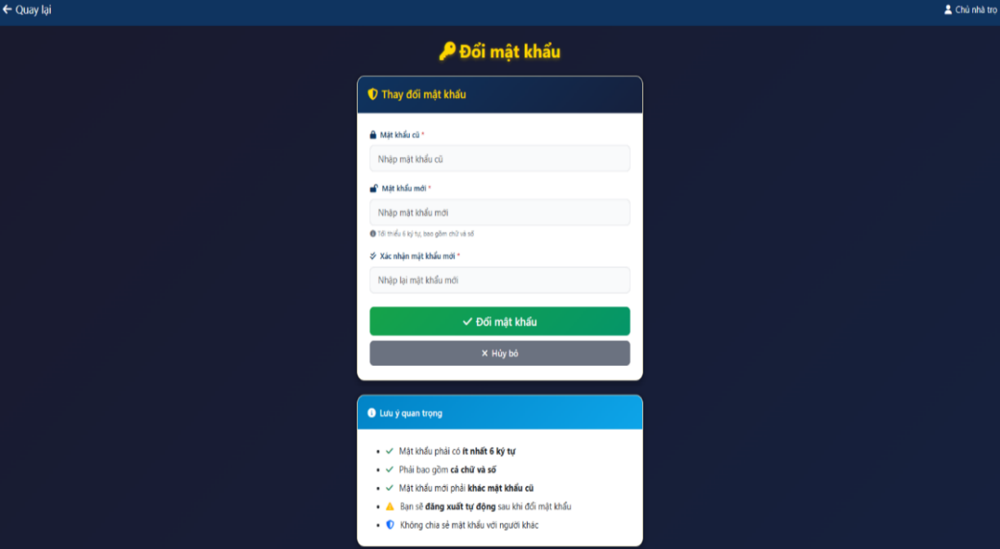 Quay lại
Chủ nhà trọ
Đổi mật khẩu
Thay đổi mật khẩu
Mật khẩu cũ *
Nhập mật khẩu cũ
Mật khẩu mới *
Nhập mật khẩu mới
Tối thiểu 6 ký tự, bao gồm chữ và số
Xác nhận mật khẩu mới *
Nhập lại mật khẩu mới
Đổi mật khẩu
Hủy bỏ
Lưu ý quan trọng
Mật khẩu phải có ít nhất 6 ký tự
Phải bao gồm cả chữ và số
Mật khẩu mới phải khác mật khẩu cũ
Bạn sẽ đăng xuất tự động sau khi đổi mật khẩu
Không chia sẻ mật khẩu với người khác